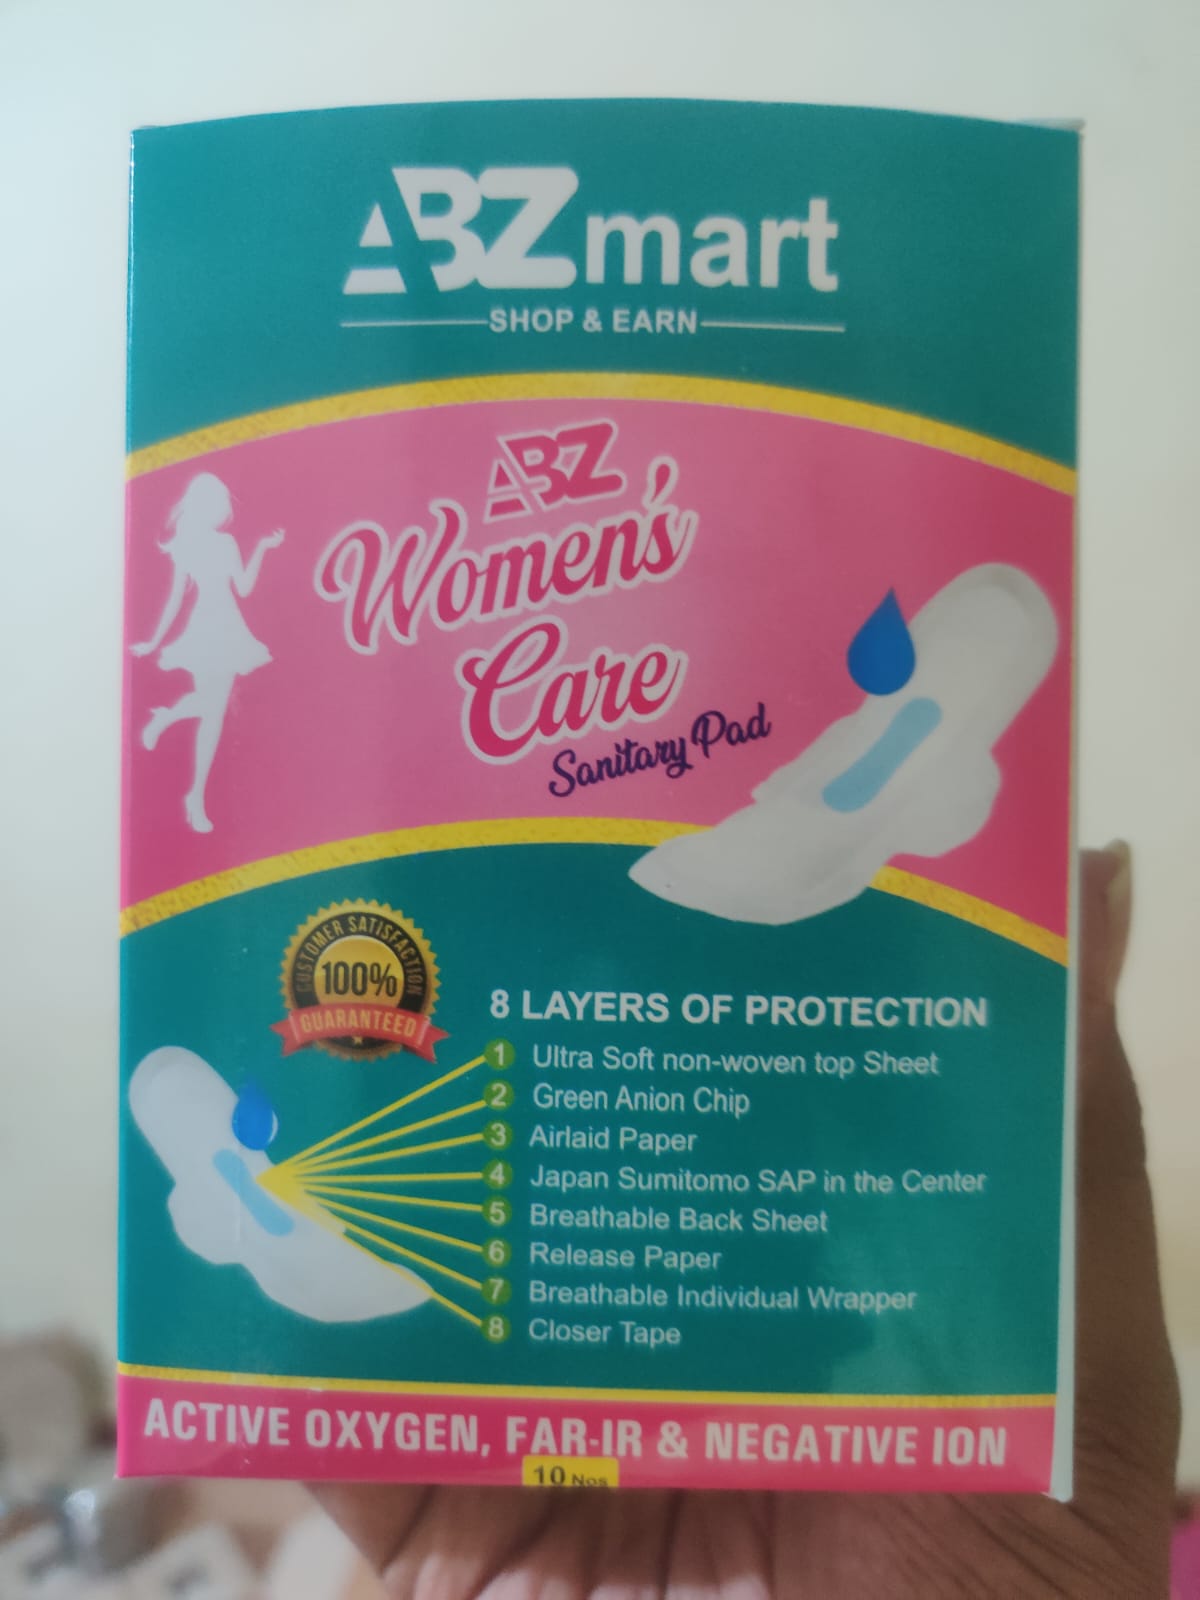 ABZmart
SHOP & EARN
ABZ
Women's
Care
Sanitary Pad
CUSTOMER SATISFACTION
100%
GUARANTEED
8 LAYERS OF PROTECTION
1 Ultra Soft non-woven top Sheet
2 Green Anion Chip
3 Airlaid Paper
4 Japan Sumitomo SAP in the Center
5 Breathable Back Sheet
6 Release Paper
7 Breathable Individual Wrapper
8 Closer Tape
ACTIVE OXYGEN, FAR-IR & NEGATIVE ION
10 Nos